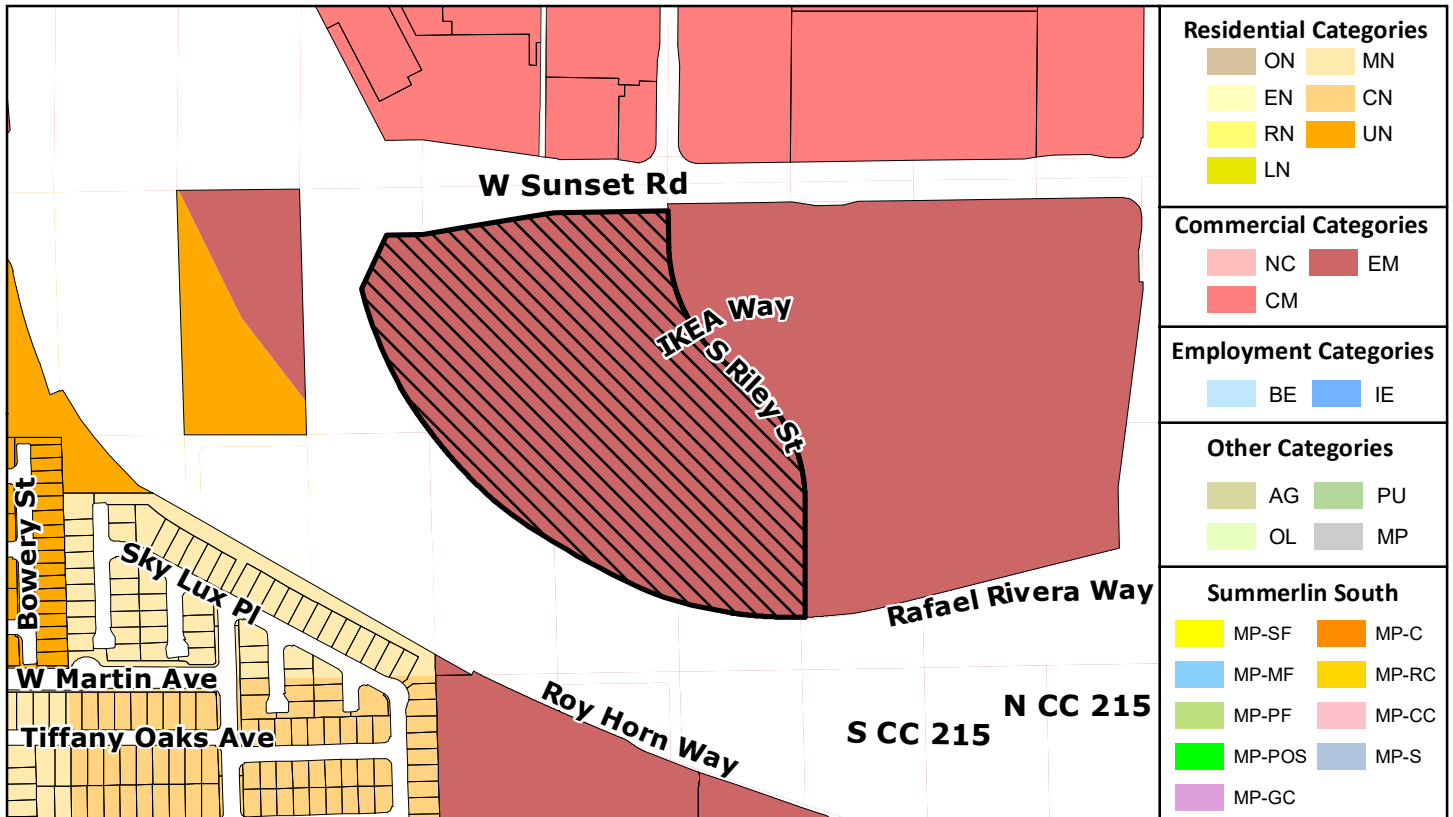 W Sunset Rd
IKEA Way
S Riley St
Bowery St
Sky Lux Pl
Rafael Rivera Way
W Martin Ave
Roy Horn Way
N CC 215
S CC 215
Tiffany Oaks Ave
Residential Categories
ON MN
EN CN
RN UN
LN
Commercial Categories
NC EM
CM
Employment Categories
BE IE
Other Categories
AG PU
OL MP
Summerlin South
MP-SF MP-C
MP-MF MP-RC
MP-PF MP-CC
MP-POS MP-S
MP-GC